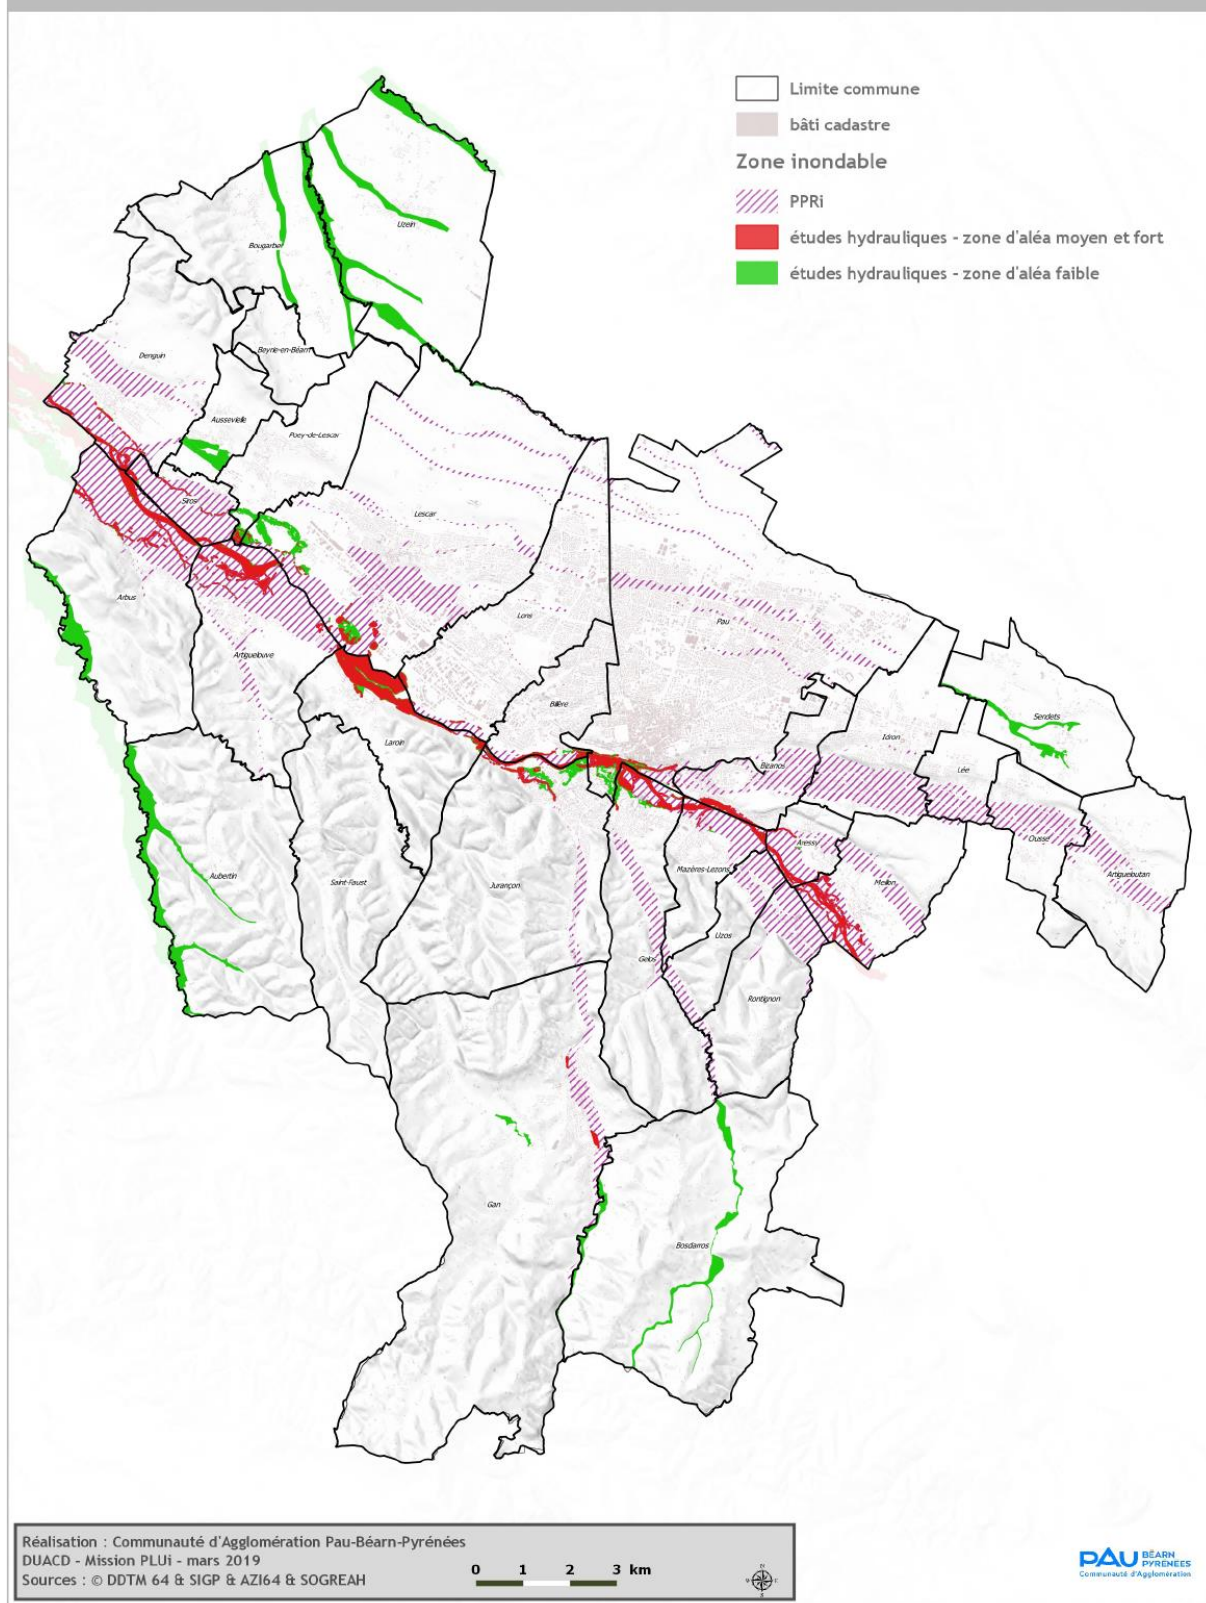 Limite commune
bâti cadastre
Zone inondable
PPRi
études hydrauliques - zone d'aléa moyen et fort
études hydrauliques - zone d'aléa faible
Uzein
Bougarber
Beyrie-en-Béarn
Denguin
Aussevielle
Poey-de-Lescar
Siros
Lescar
Arbus
Artiguelouve
Lons
Pau
Billère
Laroin
Sendets
Idron
Bizanos
Lée
Ousse
Aressy
Artigueloutan
Mazères-Lezons
Meillon
Aubertin
Saint-Faust
Jurançon
Uzos
Gelos
Rontignon
Gan
Bosdarros
Réalisation : Communauté d'Agglomération Pau-Béarn-Pyrénées
DUACD - Mission PLUi - mars 2019
Sources : © DDTM 64 & SIGP & AZI64 & SOGREAH
0 1 2 3 km
PAU BÉARN PYRÉNÉES
Communauté d'Agglomération